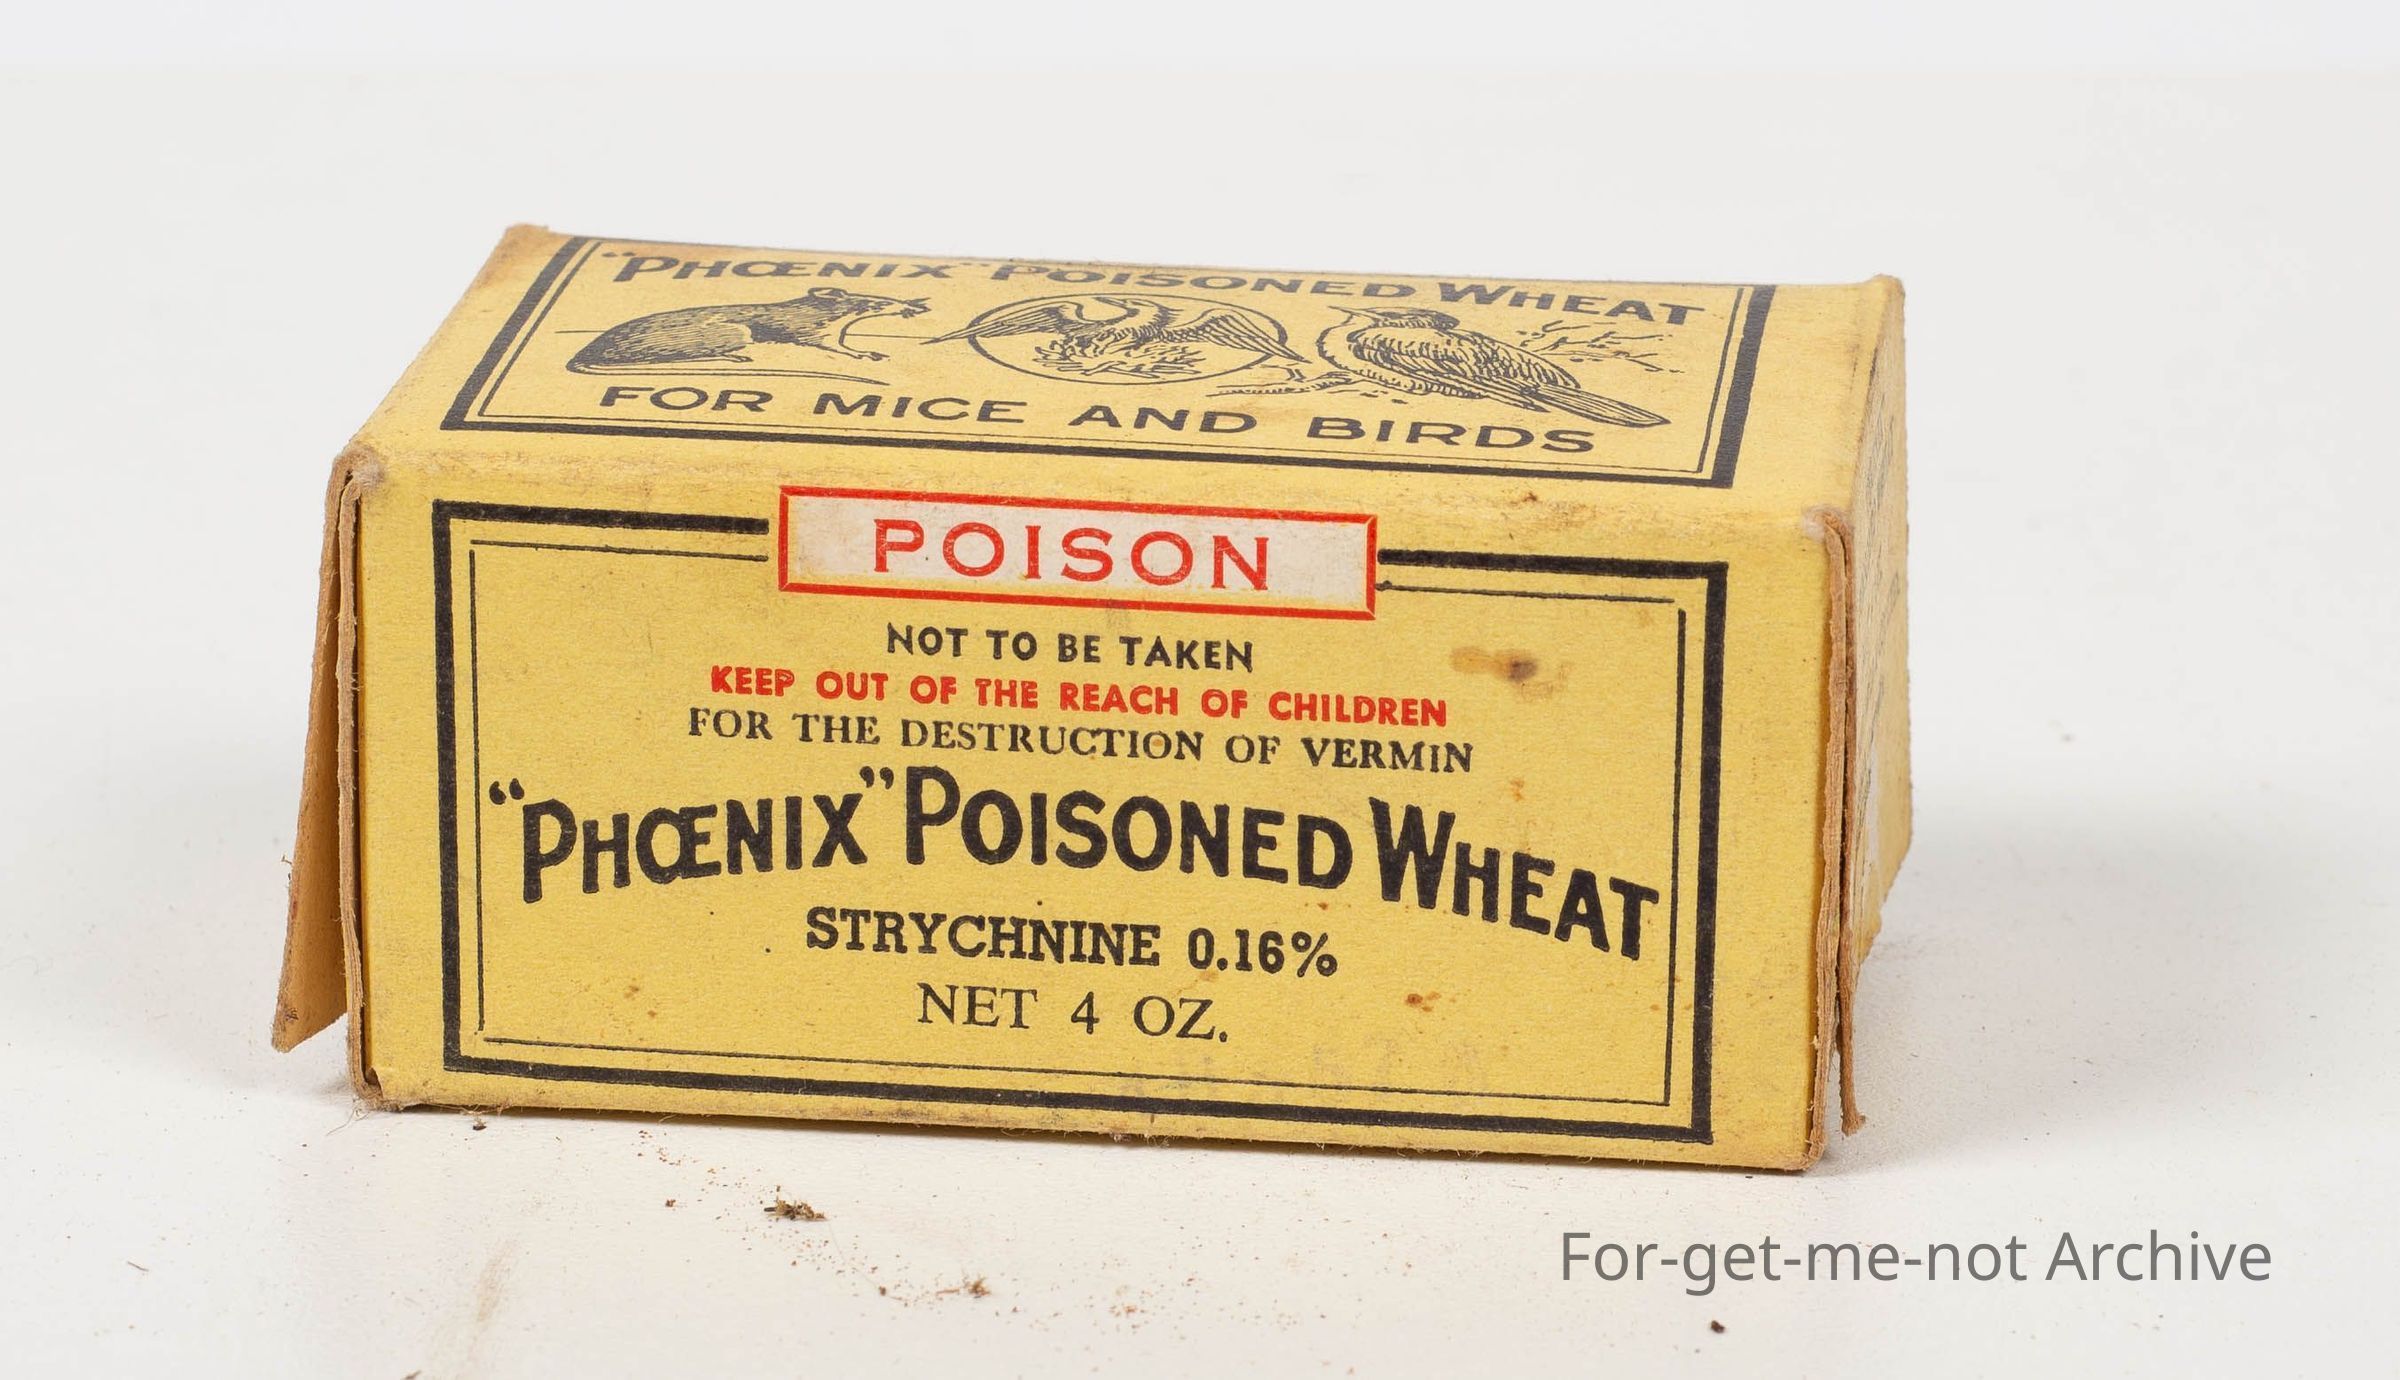 "PHŒNIX" POISONED WHEAT
FOR MICE AND BIRDS
POISON
NOT TO BE TAKEN
KEEP OUT OF THE REACH OF CHILDREN
FOR THE DESTRUCTION OF VERMIN
"PHŒNIX" POISONED WHEAT
STRYCHNINE 0.16%
NET 4 OZ.
For-get-me-not Archive